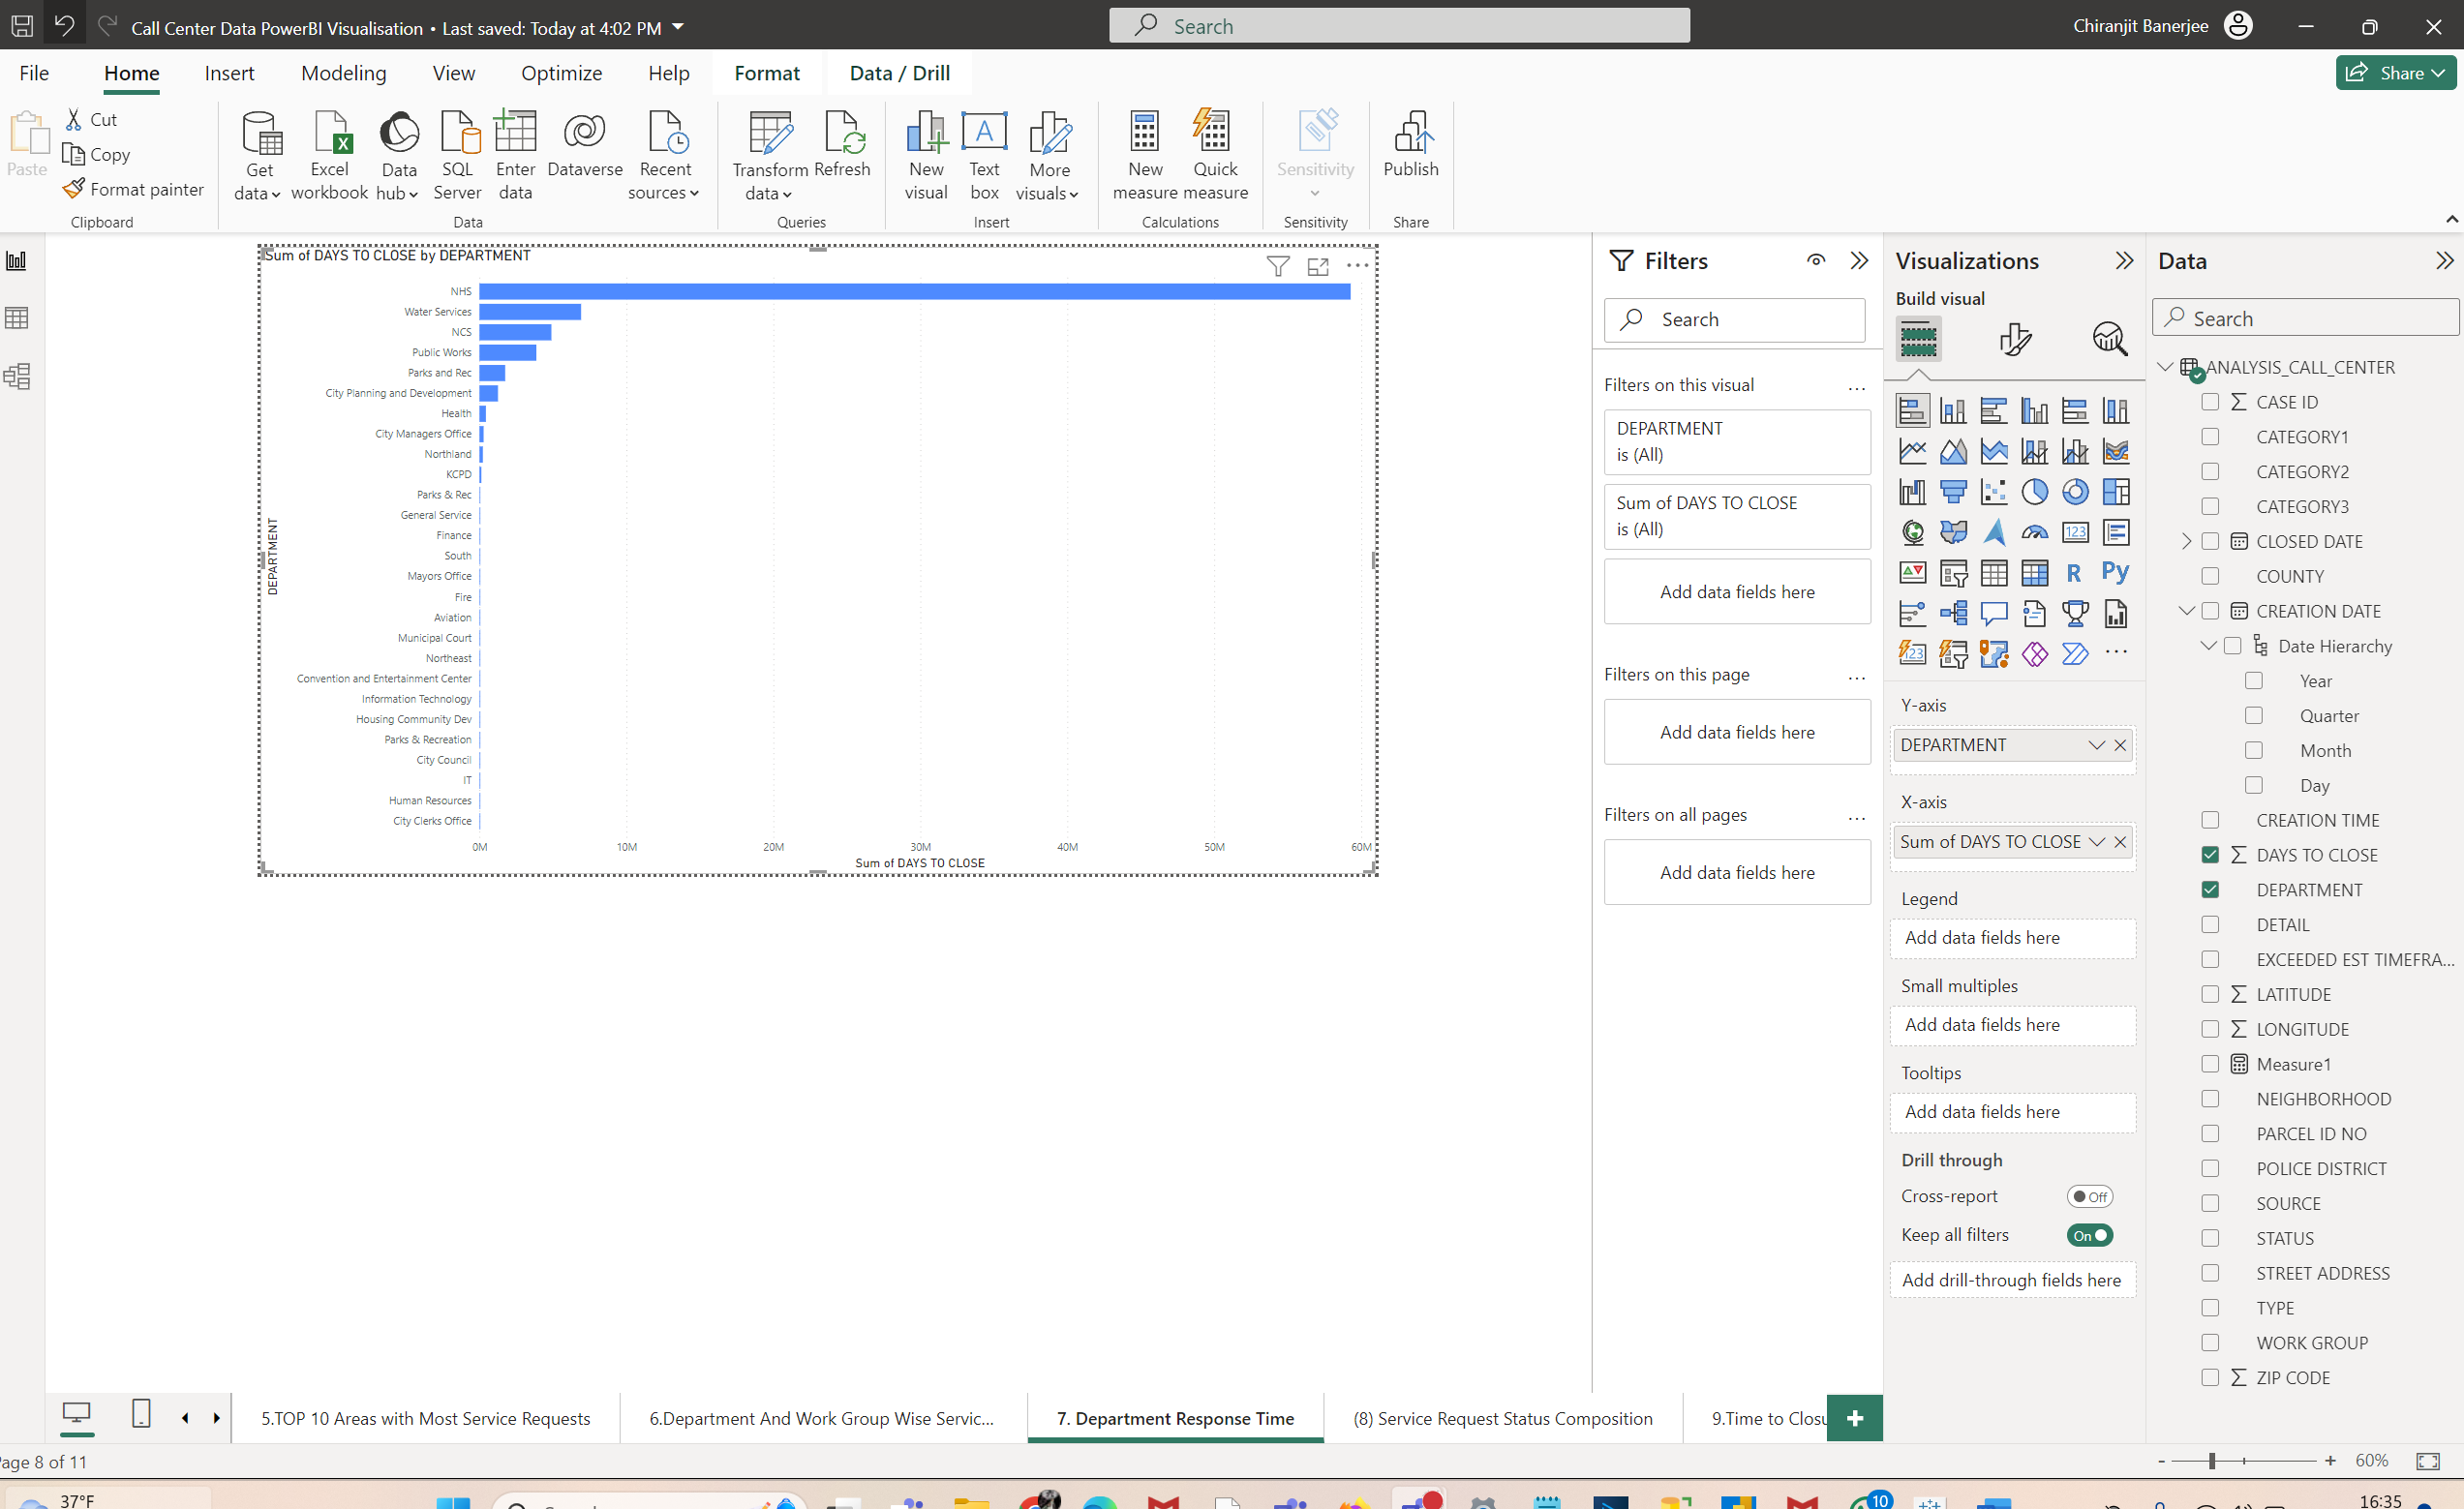 Call Center Data PowerBI Visualisation • Last saved: Today at 4:02 PM
Search
Chiranjit Banerjee
File Home Insert Modeling View Optimize Help Format Data / Drill
Share
Paste
Cut
Copy
Format painter
Clipboard
Get data
Excel workbook
Data hub
SQL Server
Enter data
Dataverse
Recent sources
Data
Transform data
Refresh
Queries
New visual
Text box
More visuals
Insert
New measure
Quick measure
Calculations
Sensitivity
Sensitivity
Publish
Share
Sum of DAYS TO CLOSE by DEPARTMENT
DEPARTMENT
NHS
Water Services
NCS
Public Works
Parks and Rec
City Planning and Development
Health
City Managers Office
Northland
KCPD
Parks & Rec
General Service
Finance
South
Mayors Office
Fire
Aviation
Municipal Court
Northeast
Convention and Entertainment Center
Information Technology
Housing Community Dev
Parks & Recreation
City Council
IT
Human Resources
City Clerks Office
0M 10M 20M 30M 40M 50M 60M
Sum of DAYS TO CLOSE
Filters
Search
Filters on this visual
DEPARTMENT
is (All)
Sum of DAYS TO CLOSE
is (All)
Add data fields here
Filters on this page
Add data fields here
Filters on all pages
Add data fields here
Visualizations
Build visual
123
R
Py
123
Y-axis
DEPARTMENT
X-axis
Sum of DAYS TO CLOSE
Legend
Add data fields here
Small multiples
Add data fields here
Tooltips
Add data fields here
Drill through
Cross-report Off
Keep all filters On
Add drill-through fields here
Data
Search
ANALYSIS_CALL_CENTER
CASE ID
CATEGORY1
CATEGORY2
CATEGORY3
CLOSED DATE
COUNTY
CREATION DATE
Date Hierarchy
Year
Quarter
Month
Day
CREATION TIME
DAYS TO CLOSE
DEPARTMENT
DETAIL
EXCEEDED EST TIMEFRA...
LATITUDE
LONGITUDE
Measure1
NEIGHBORHOOD
PARCEL ID NO
POLICE DISTRICT
SOURCE
STATUS
STREET ADDRESS
TYPE
WORK GROUP
ZIP CODE
5.TOP 10 Areas with Most Service Requests
6.Department And Work Group Wise Servic...
7. Department Response Time
(8) Service Request Status Composition
9.Time to Closu
age 8 of 11
60%
37°F
10
16:35